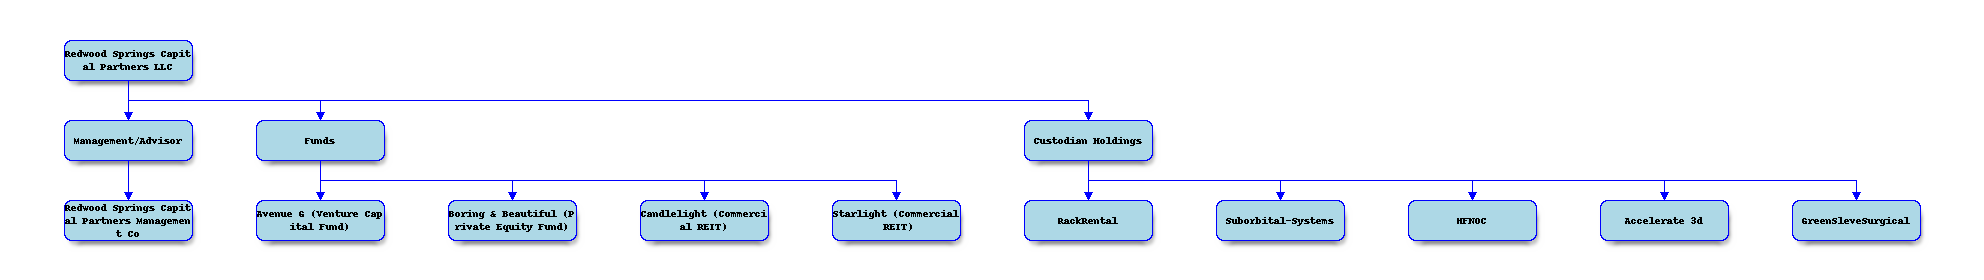 Redwood Springs Capit
al Partners LLC
Management/Advisor
Funds
Custodian Holdings
Redwood Springs Capit
al Partners Managemen
t Co
Avenue G (Venture Cap
ital Fund)
Boring & Beautiful (P
rivate Equity Fund)
Candlelight (Commerci
al REIT)
Starlight (Commercial
REIT)
RackRental
Suborbital-Systems
HFNOC
Accelerate 3d
GreenSleveSurgical